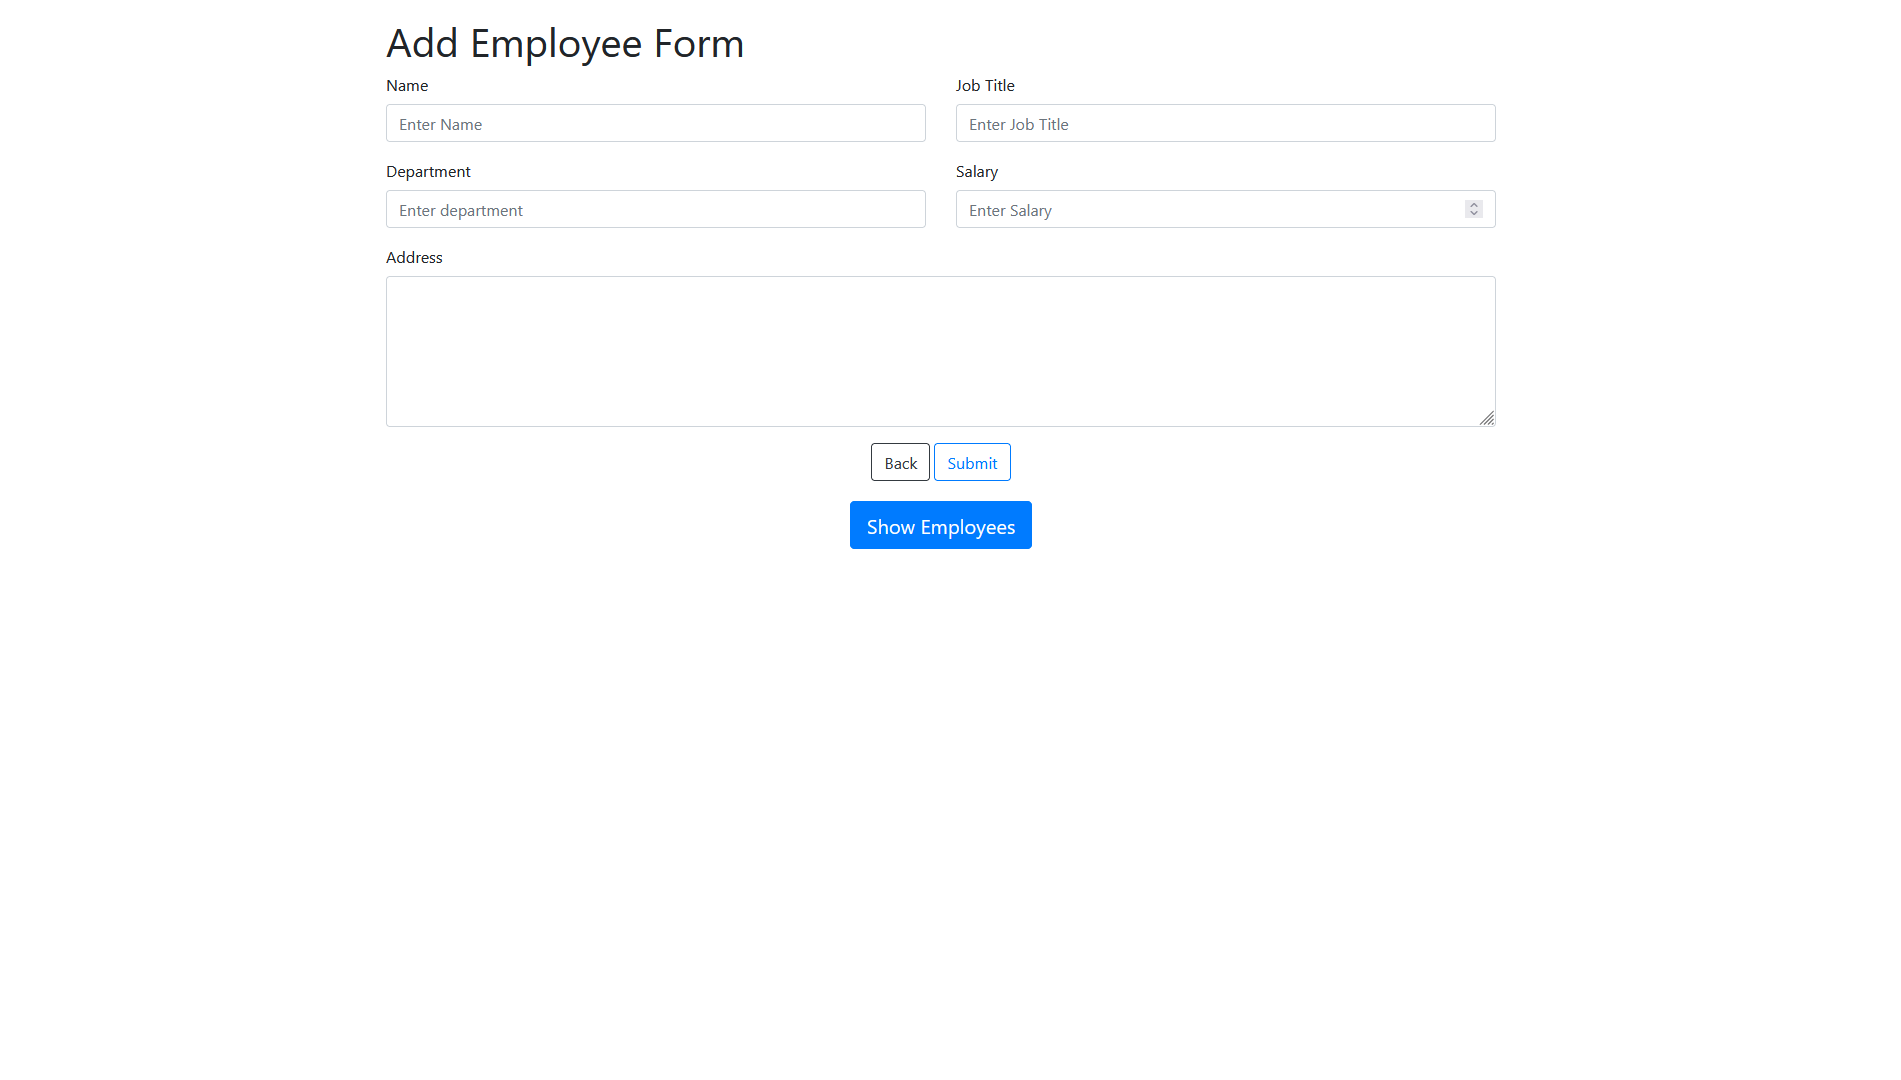 Add Employee Form
Name
Job Title
Enter Name
Enter Job Title
Department
Salary
Enter department
Enter Salary
Address
Back
Submit
Show Employees